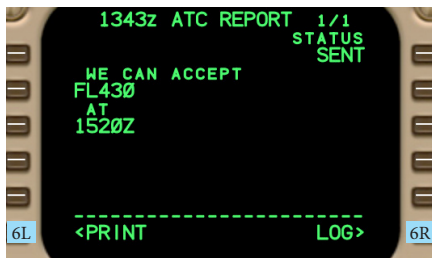 1343z ATC REPORT 1/1
STATUS
SENT
WE CAN ACCEPT
FL430
AT
1520Z
------------------------
6L <PRINT LOG> 6R